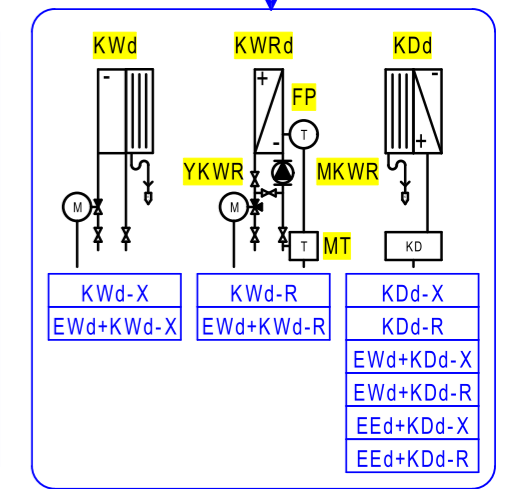 KWd KWRd KDd
- + -
FP
T
+
-
YKWR MKWR
M M
T MT KD
KWd-X KWd-R KDd-X
EWd+KWd-X EWd+KWd-R KDd-R
EWd+KDd-X
EWd+KDd-R
EEd+KDd-X
EEd+KDd-R